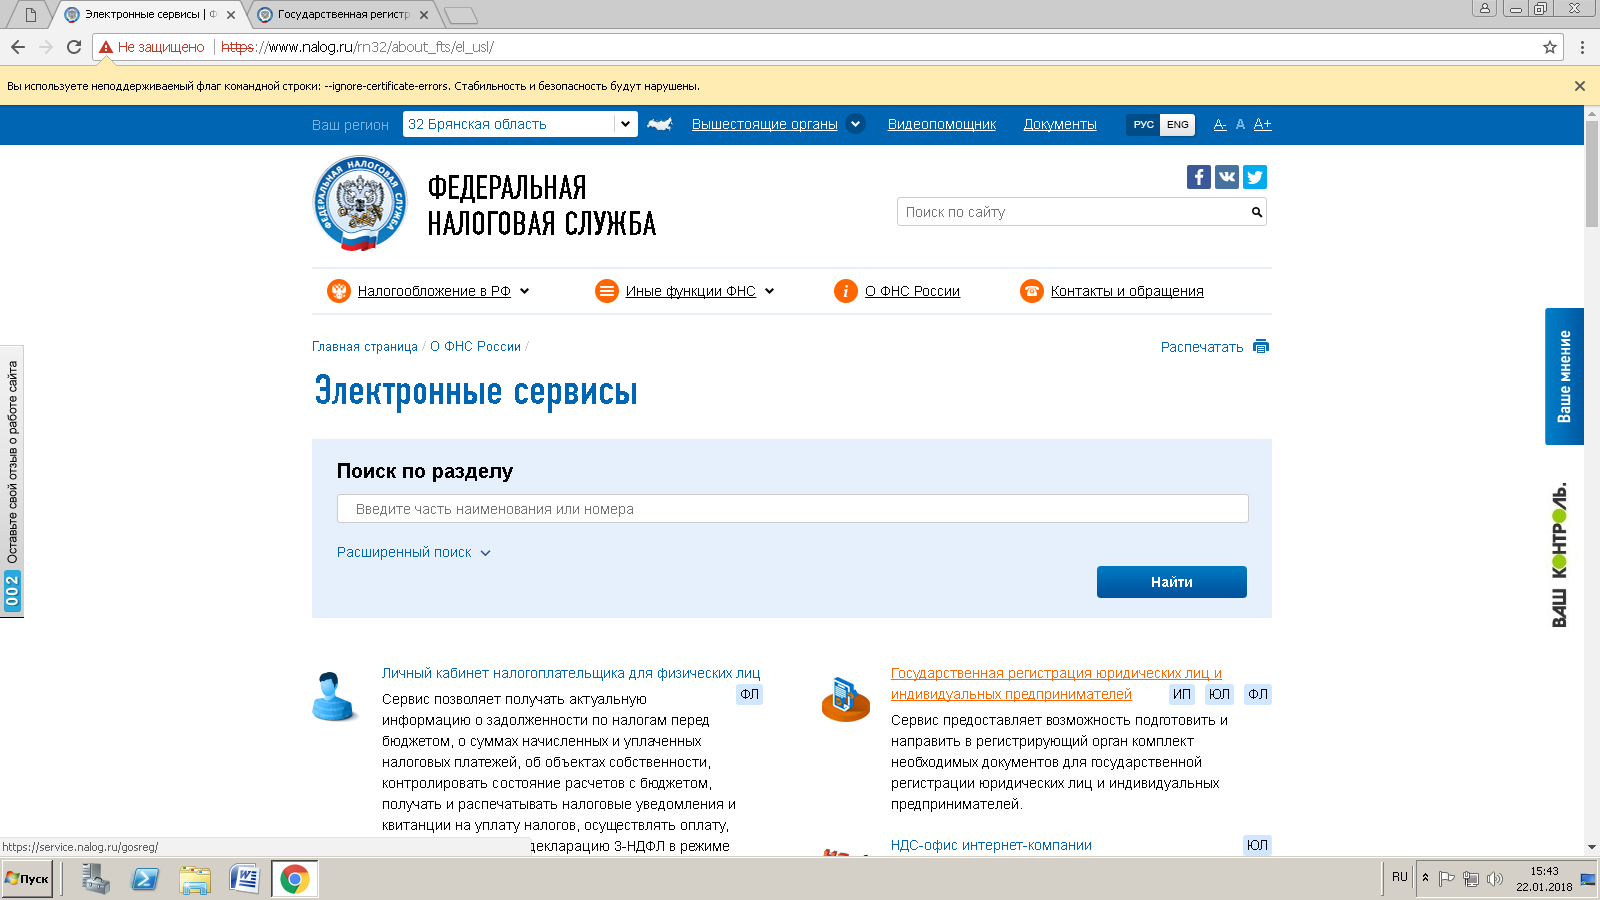 Электронные сервисы | Ф
Государственная регистр
Не защищено https://www.nalog.ru/rn32/about_fts/el_usl/
Вы используете неподдерживаемый флаг командной строки: --ignore-certificate-errors. Стабильность и безопасность будут нарушены.
Ваш регион 32 Брянская область Вышестоящие органы Видеопомощник Документы РУС ENG A- A A+
ФЕДЕРАЛЬНАЯ НАЛОГОВАЯ СЛУЖБА
ФЕДЕРАЛЬНАЯ
НАЛОГОВАЯ СЛУЖБА
Поиск по сайту
Налогообложение в РФ Иные функции ФНС О ФНС России Контакты и обращения
Главная страница / О ФНС России /
Распечатать
Электронные сервисы
Поиск по разделу
Введите часть наименования или номера
Расширенный поиск
Найти
Личный кабинет налогоплательщика для физических лиц
ФЛ
Сервис позволяет получать актуальную
информацию о задолженности по налогам перед
бюджетом, о суммах начисленных и уплаченных
налоговых платежей, об объектах собственности,
контролировать состояние расчетов с бюджетом,
получать и распечатывать налоговые уведомления и
квитанции на уплату налогов, осуществлять оплату,
декларацию 3-НДФЛ в режиме
Государственная регистрация юридических лиц и
индивидуальных предпринимателей ИП ЮЛ ФЛ
Сервис предоставляет возможность подготовить и
направить в регистрирующий орган комплект
необходимых документов для государственной
регистрации юридических лиц и индивидуальных
предпринимателей.
НДС-офис интернет-компании ЮЛ
Оставьте свой отзыв о работе сайта
002
Ваше мнение
ВАШ КОНТРОЛЬ.
https://service.nalog.ru/gosreg/
Пуск
RU
15:43
22.01.2018